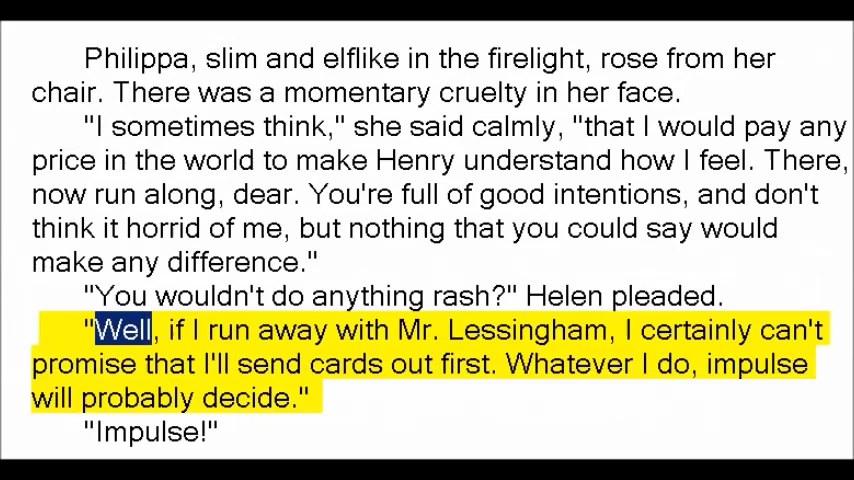 Philippa, slim and elflike in the firelight, rose from her
chair. There was a momentary cruelty in her face.
"I sometimes think," she said calmly, "that I would pay any
price in the world to make Henry understand how I feel. There,
now run along, dear. You're full of good intentions, and don't
think it horrid of me, but nothing that you could say would
make any difference."
"You wouldn't do anything rash?" Helen pleaded.
"Well, if I run away with Mr. Lessingham, I certainly can't
promise that I'll send cards out first. Whatever I do, impulse
will probably decide."
"Impulse!"